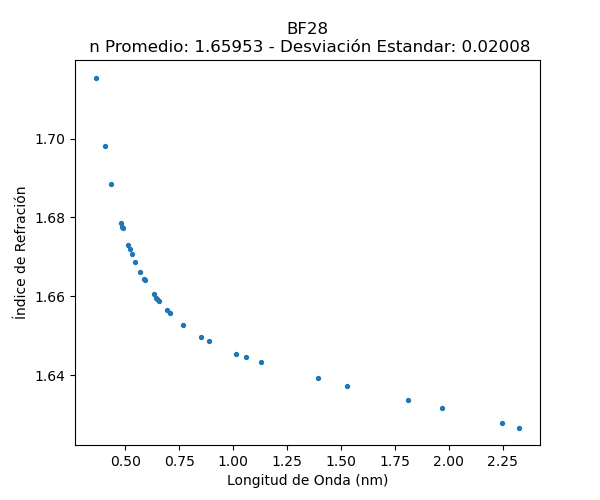 BF28
n Promedio: 1.65953 - Desviación Estandar: 0.02008
Índice de Refración
1.70
1.68
1.66
1.64
0.50 0.75 1.00 1.25 1.50 1.75 2.00 2.25
Longitud de Onda (nm)